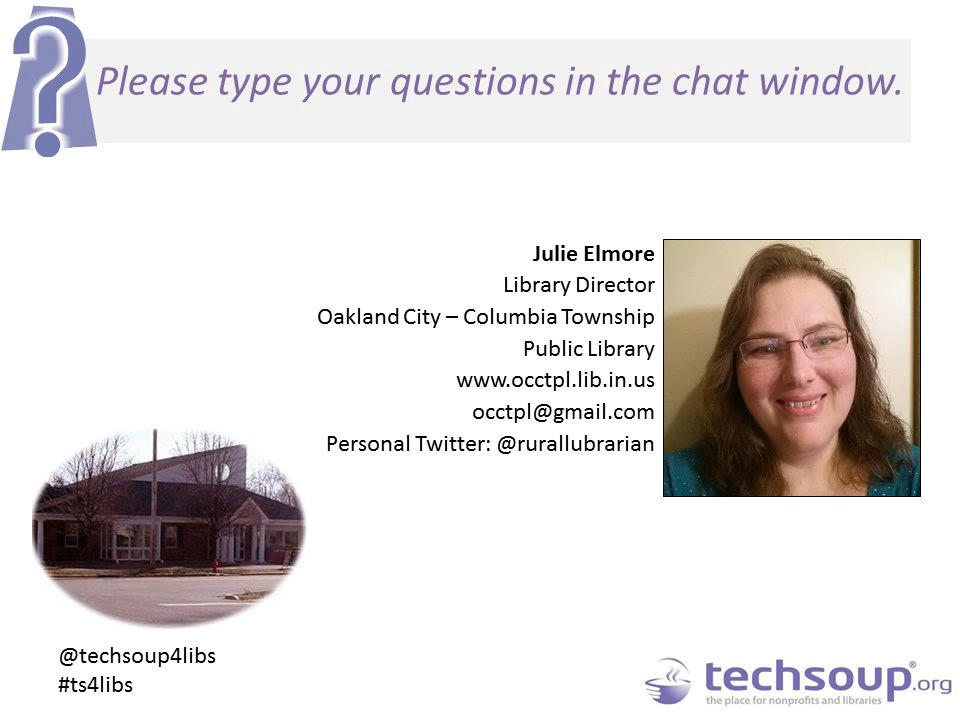 ?
Please type your questions in the chat window.
Julie Elmore
Library Director
Oakland City – Columbia Township
Public Library
www.occtpl.lib.in.us
occtpl@gmail.com
Personal Twitter: @rurallubrarian
@techsoup4libs
#ts4libs
techsoup®.org
the place for nonprofits and libraries